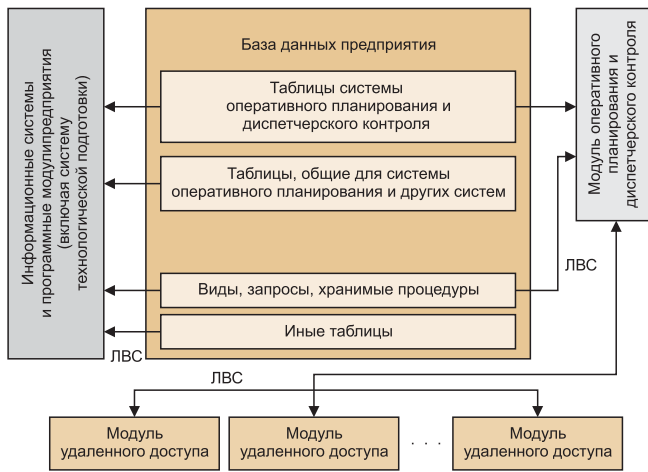 База данных предприятия
Таблицы системы
оперативного планирования и
диспетчерского контроля
Таблицы, общие для системы
оперативного планирования и других систем
Виды, запросы, хранимые процедуры
Иные таблицы
Информационные системы
и программные модулипредприятия
(включая систему
технологической подготовки)
Модуль оперативного
планирования и
диспетчерского контроля
ЛВС
ЛВС
ЛВС
Модуль
удаленного доступа
Модуль
удаленного доступа
. . .
Модуль
удаленного доступа